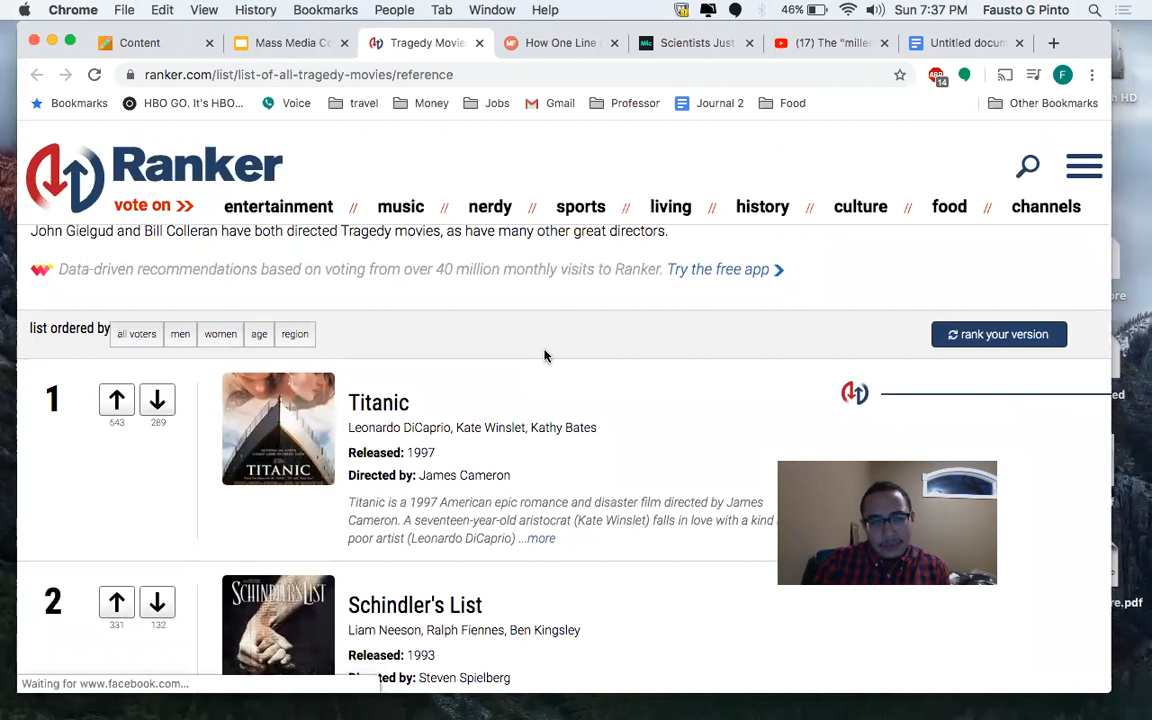 Chrome File Edit View History Bookmarks People Tab Window Help 46% Sun 7:37 PM Fausto G Pinto
Content Mass Media Co Tragedy Movie How One Line Scientists Just (17) The "miller Untitled docum
ranker.com/list/list-of-all-tragedy-movies/reference
14
F
Bookmarks HBO GO. It's HBO... Voice travel Money Jobs Gmail Professor Journal 2 Food Other Bookmarks
Ranker
vote on >> entertainment // music // nerdy // sports // living // history // culture // food // channels
John Gielgud and Bill Colleran have both directed Tragedy movies, as have many other great directors.
Data-driven recommendations based on voting from over 40 million monthly visits to Ranker. Try the free app
list ordered by all voters men women age region rank your version
1
643 289
TITANIC
Titanic
Leonardo DiCaprio, Kate Winslet, Kathy Bates
Released: 1997
Directed by: James Cameron
Titanic is a 1997 American epic romance and disaster film directed by James
Cameron. A seventeen-year-old aristocrat (Kate Winslet) falls in love with a kind
poor artist (Leonardo DiCaprio) ...more
2
331 132
SCHINDLER'S LIST
Schindler's List
Liam Neeson, Ralph Fiennes, Ben Kingsley
Released: 1993
Directed by: Steven Spielberg
Waiting for www.facebook.com...
HD
re.pdf